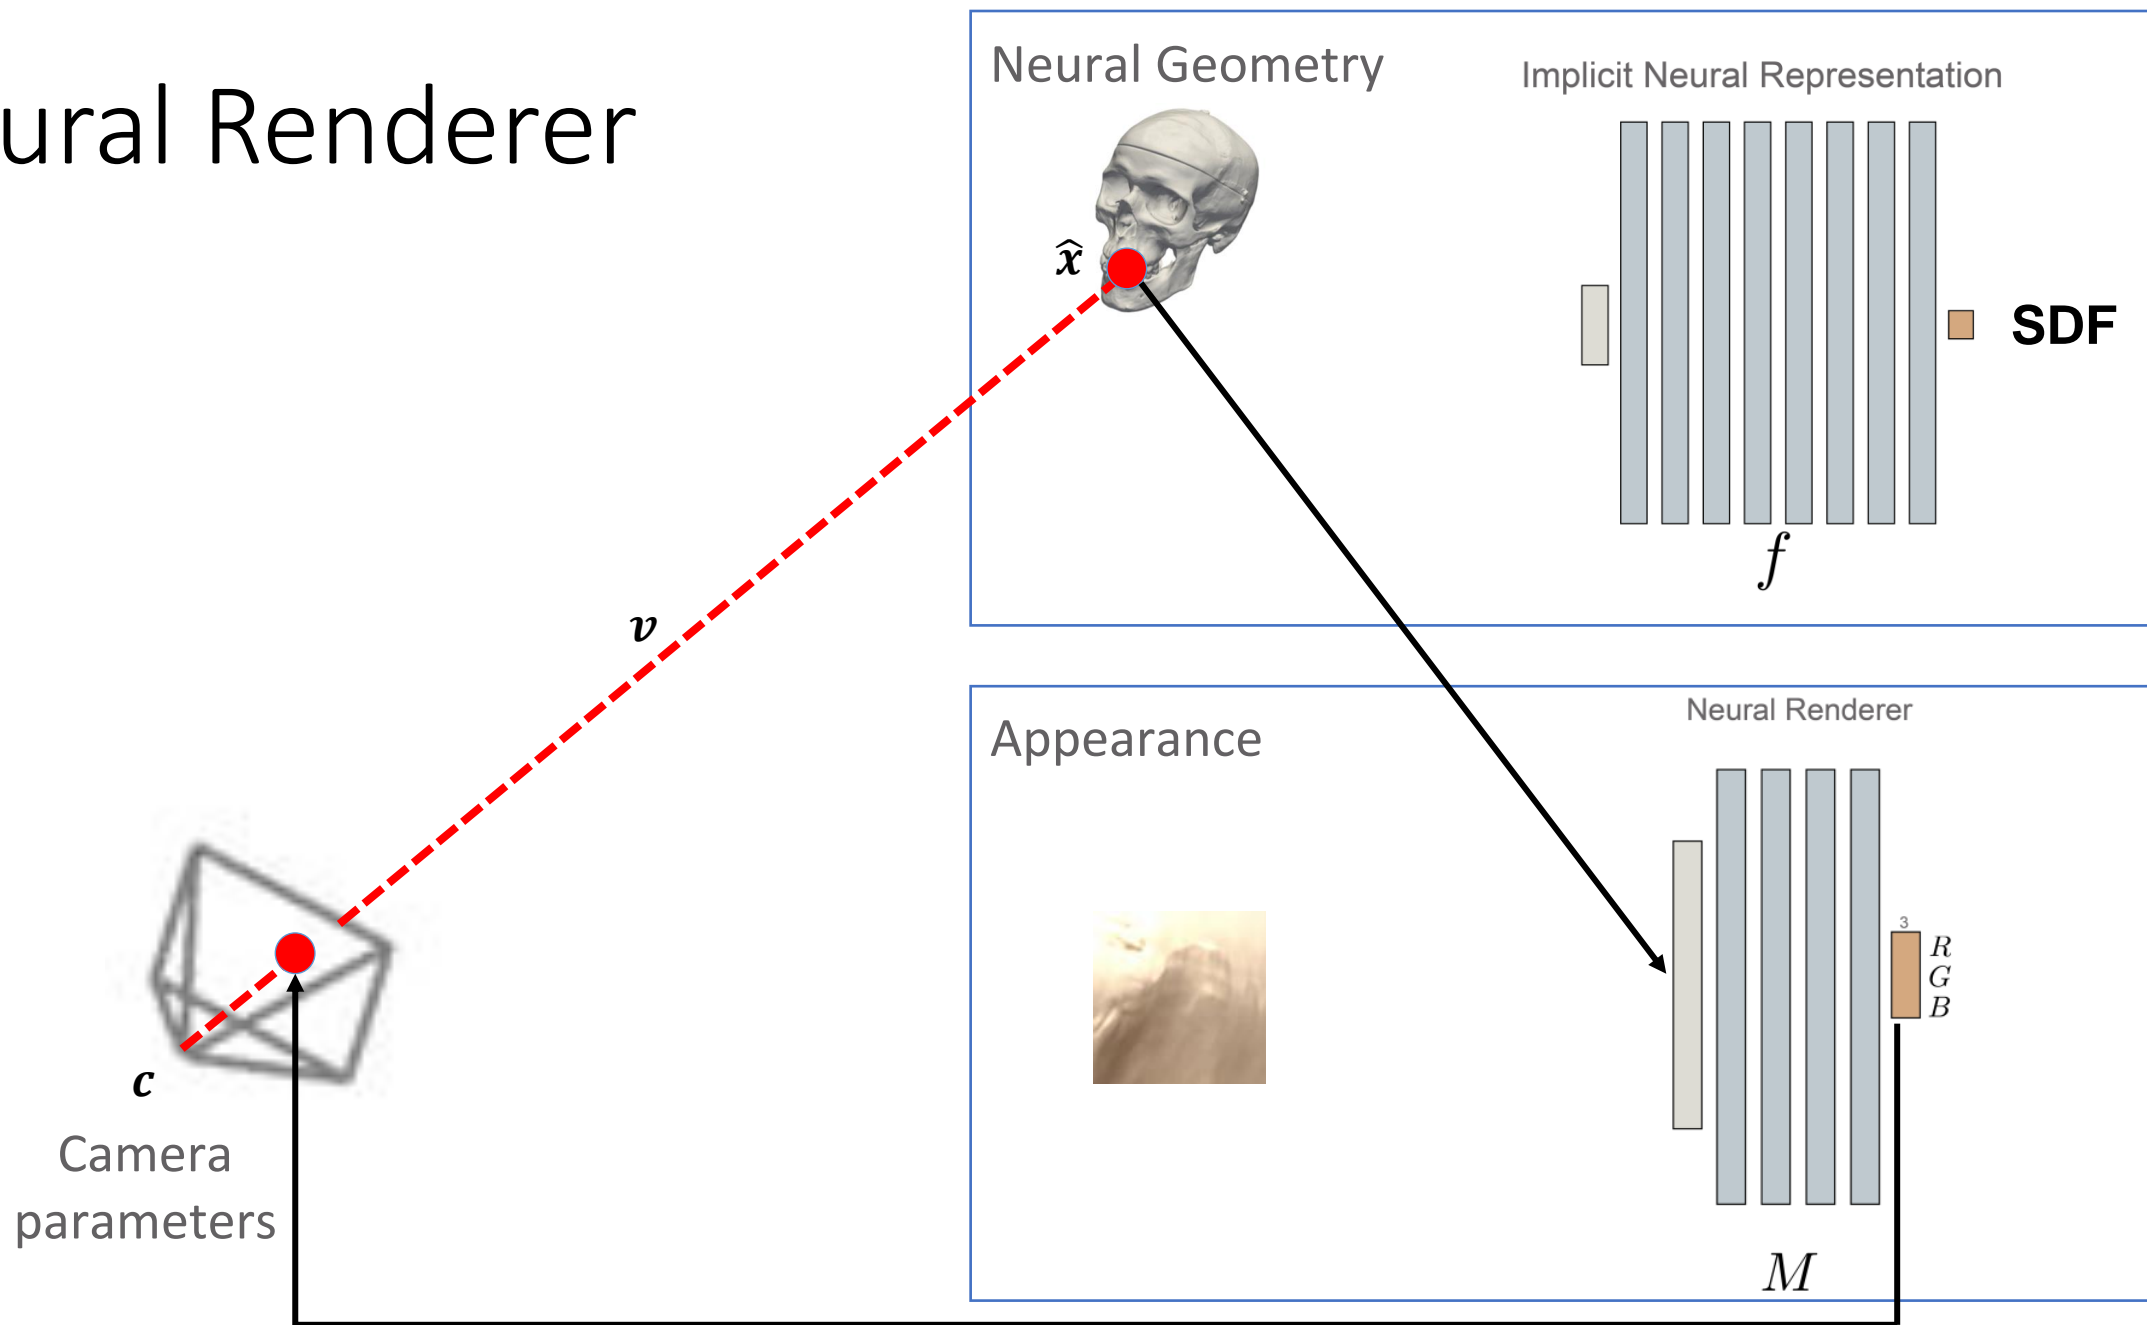 ural Renderer
Neural Geometry
Implicit Neural Representation
x̂
SDF
f
v
Appearance
Neural Renderer
3
R
G
B
M
c
Camera
parameters